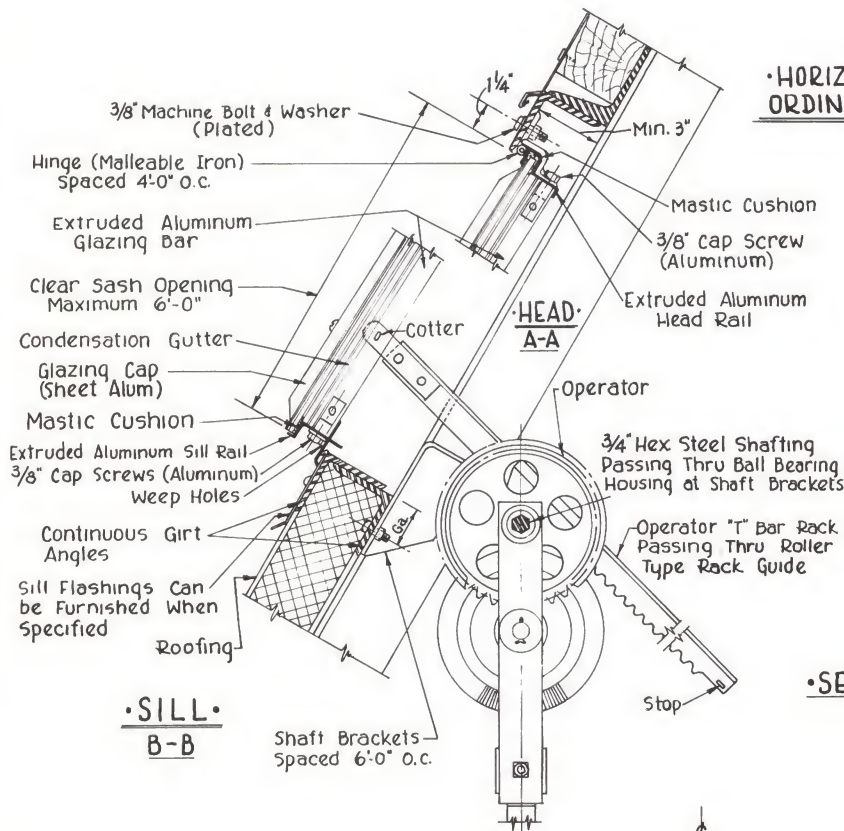 ·HORIZ
ORDIN
1 1/4"
3/8" Machine Bolt & Washer
(Plated)
Min. 3"
Hinge (Malleable Iron)
Spaced 4'-0" O.C.
Mastic Cushion
Extruded Aluminum
Glazing Bar
3/8" Cap Screw
(Aluminum)
Clear Sash Opening
Maximum 6'-0"
Extruded Aluminum
Head Rail
·HEAD·
A-A
Cotter
Condensation Gutter
Glazing Cap
(Sheet Alum)
Operator
Mastic Cushion
Extruded Aluminum Sill Rail
3/8" Cap Screws (Aluminum)
Weep Holes
3/4" Hex Steel Shafting
Passing Thru Ball Bearing
Housing at Shaft Brackets
Ga.
Continuous Girt
Angles
Operator "T" Bar Rack
Passing Thru Roller
Type Rack Guide
Sill Flashings Can
be Furnished When
Specified
Roofing
Stop
·SE
·SILL·
B-B
Shaft Brackets
Spaced 6'-0" O.C.